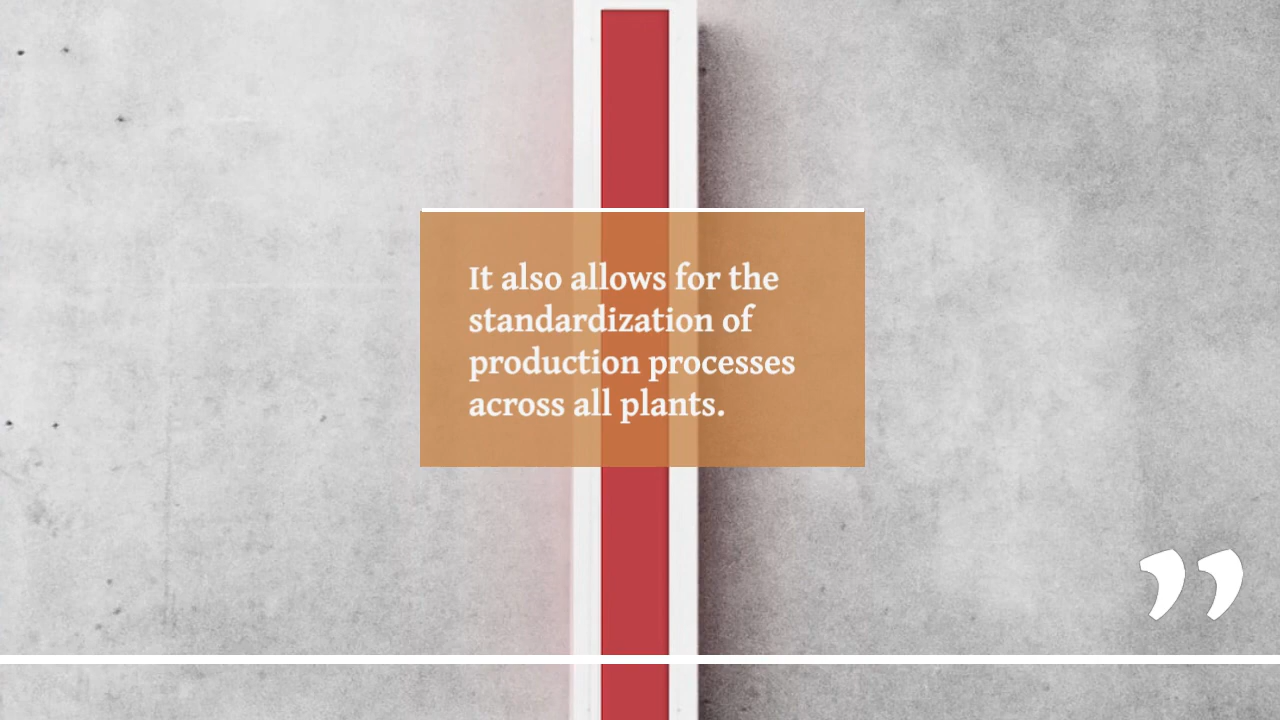 It also allows for the
standardization of
production processes
across all plants.
”